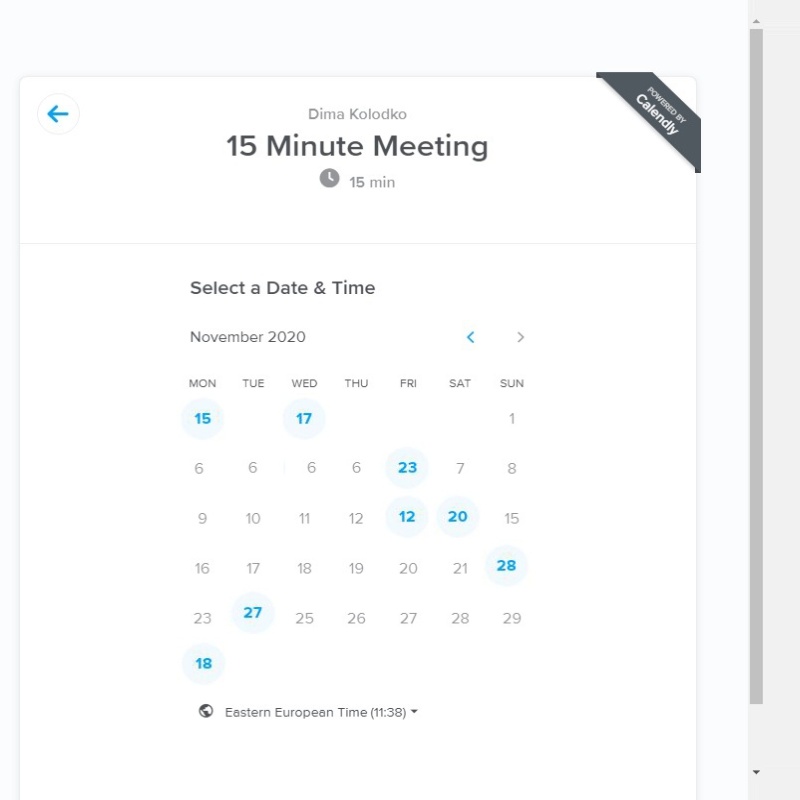 POWERED BY
Calendly
Dima Kolodko
15 Minute Meeting
15 min
Select a Date & Time
November 2020
MON TUE WED THU FRI SAT SUN
15 17 1
6 6 6 6 23 7 8
9 10 11 12 12 20 15
16 17 18 19 20 21 28
23 27 25 26 27 28 29
18
Eastern European Time (11:38)